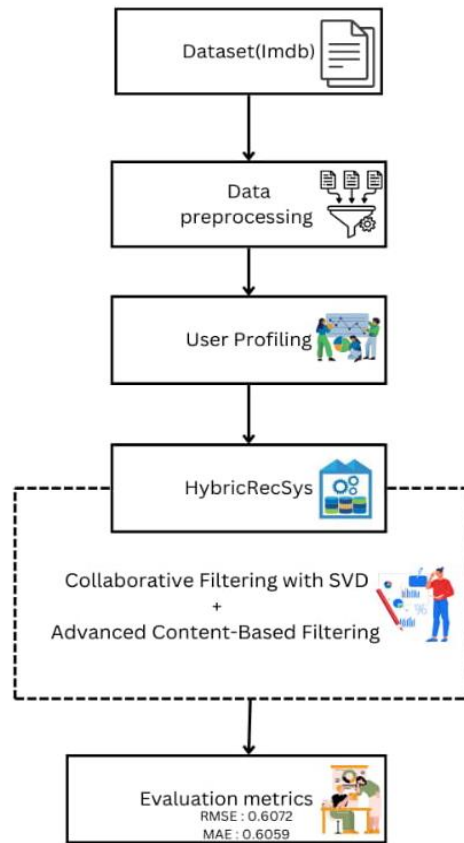 Dataset(Imdb)
Data
preprocessing
User Profiling
HybricRecSys
Collaborative Filtering with SVD
+
Advanced Content-Based Filtering
Evaluation metrics
RMSE : 0.6072
MAE : 0.6059